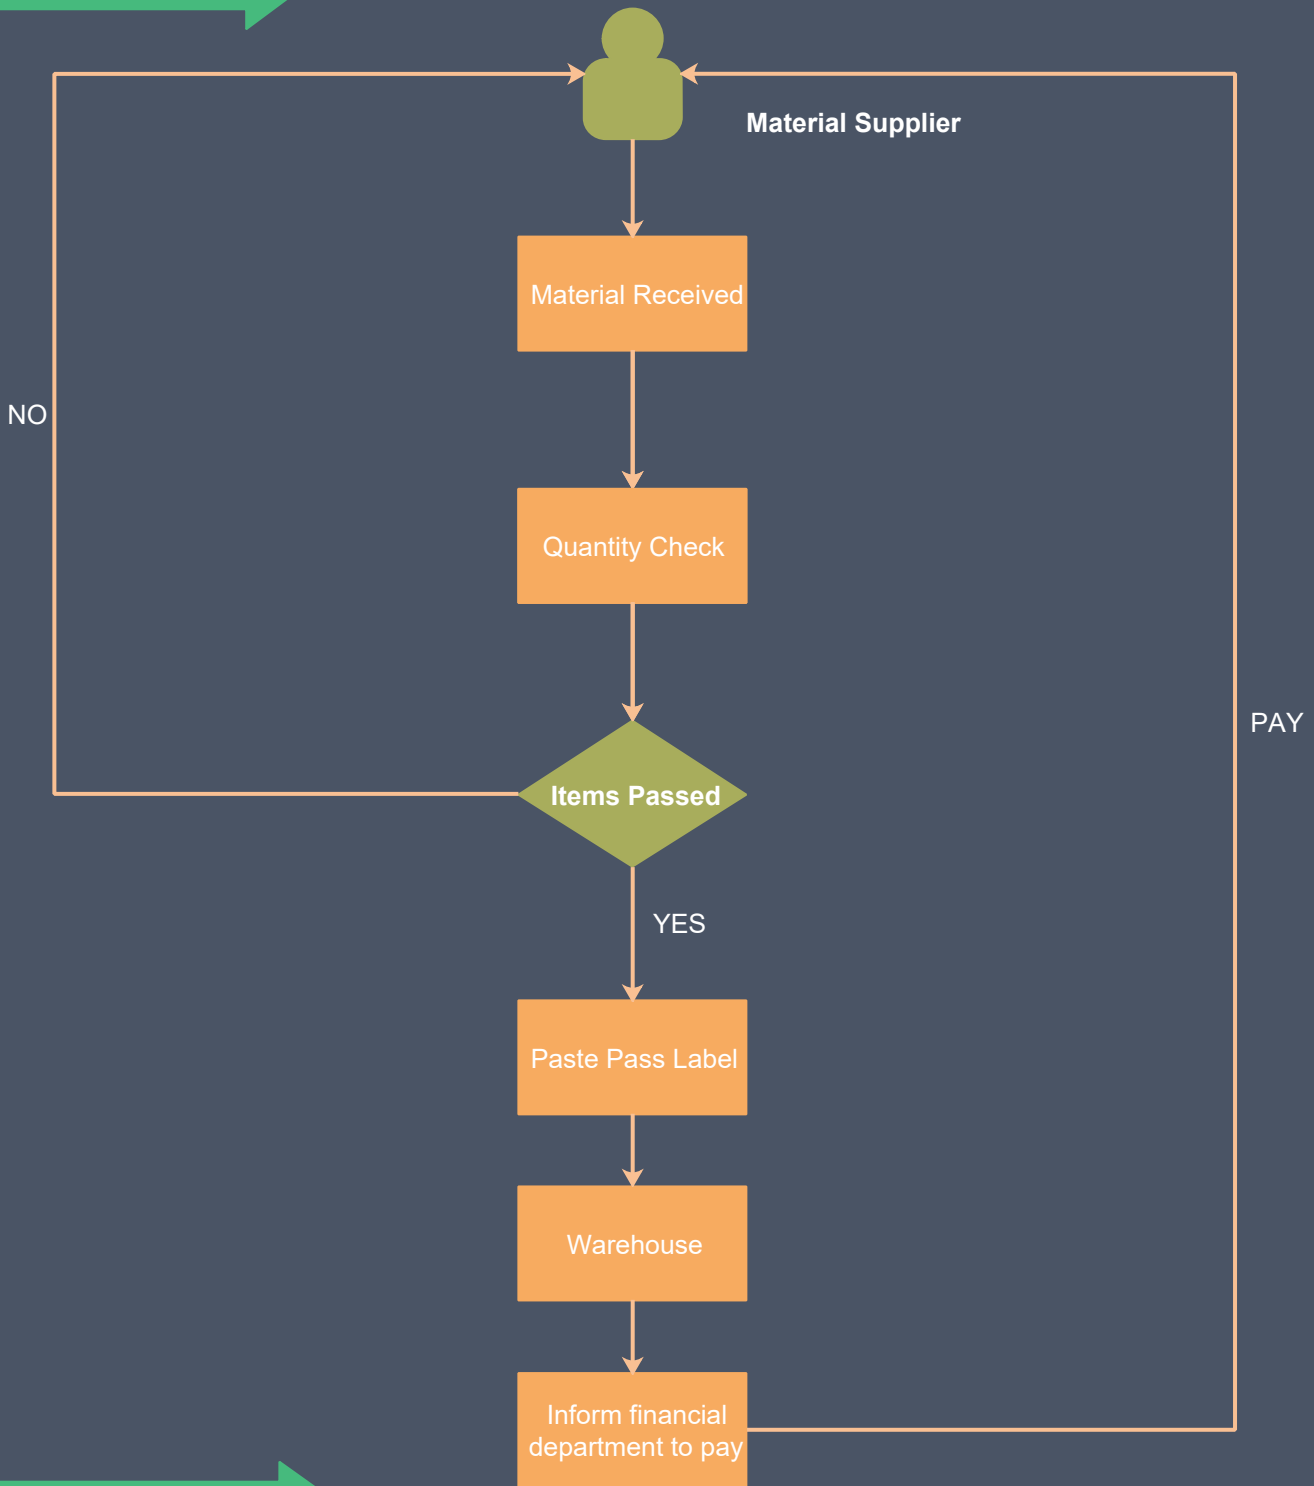 Material Supplier
Material Received
NO
Quantity Check
PAY
Items Passed
YES
Paste Pass Label
Warehouse
Inform financial
department to pay